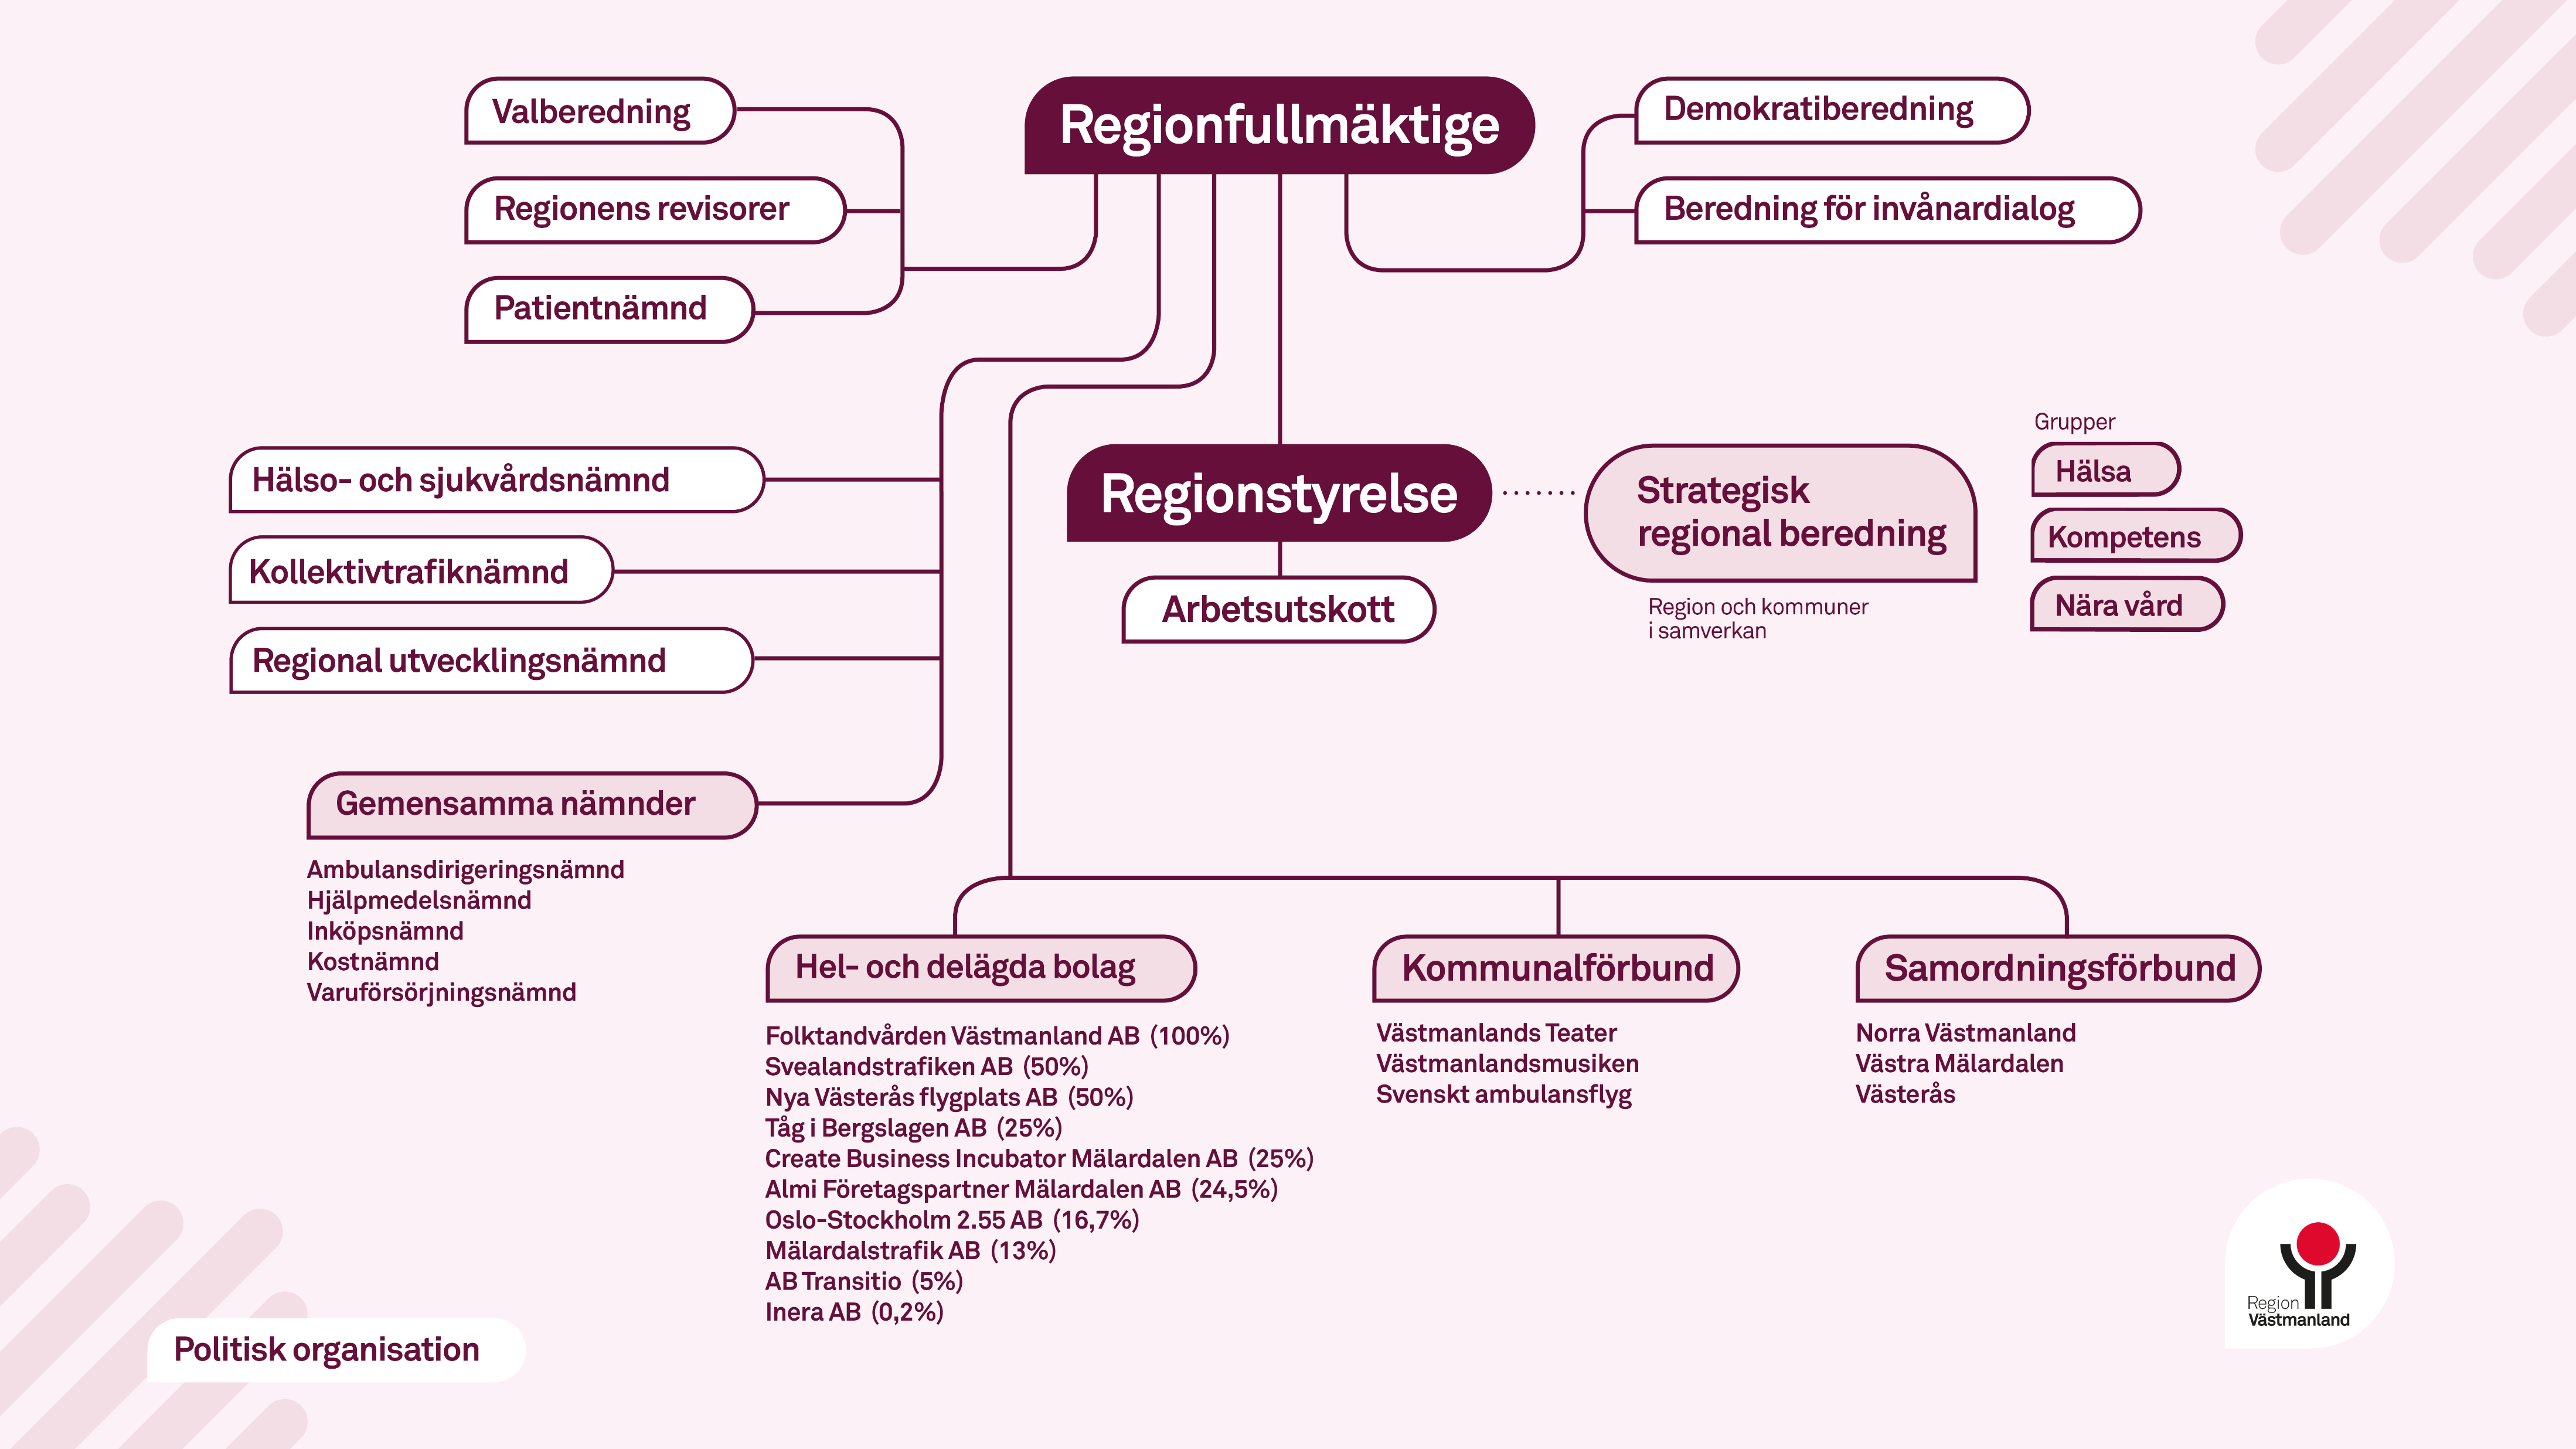 Regionfullmäktige
Valberedning
Regionens revisorer
Patientnämnd
Demokratiberedning
Beredning för invånardialog
Hälso- och sjukvårdsnämnd
Kollektivtrafiknämnd
Regional utvecklingsnämnd
Regionstyrelse
Arbetsutskott
Strategisk
regional beredning
Region och kommuner
i samverkan
Grupper
Hälsa
Kompetens
Nära vård
Gemensamma nämnder
Ambulansdirigeringsnämnd
Hjälpmedelsnämnd
Inköpsnämnd
Kostnämnd
Varuförsörjningsnämnd
Hel- och delägda bolag
Folktandvården Västmanland AB (100%)
Svealandstrafiken AB (50%)
Nya Västerås flygplats AB (50%)
Tåg i Bergslagen AB (25%)
Create Business Incubator Mälardalen AB (25%)
Almi Företagspartner Mälardalen AB (24,5%)
Oslo-Stockholm 2.55 AB (16,7%)
Mälardalstrafik AB (13%)
AB Transitio (5%)
Inera AB (0,2%)
Kommunalförbund
Västmanlands Teater
Västmanlandsmusiken
Svenskt ambulansflyg
Samordningsförbund
Norra Västmanland
Västra Mälardalen
Västerås
Politisk organisation
Region
Västmanland